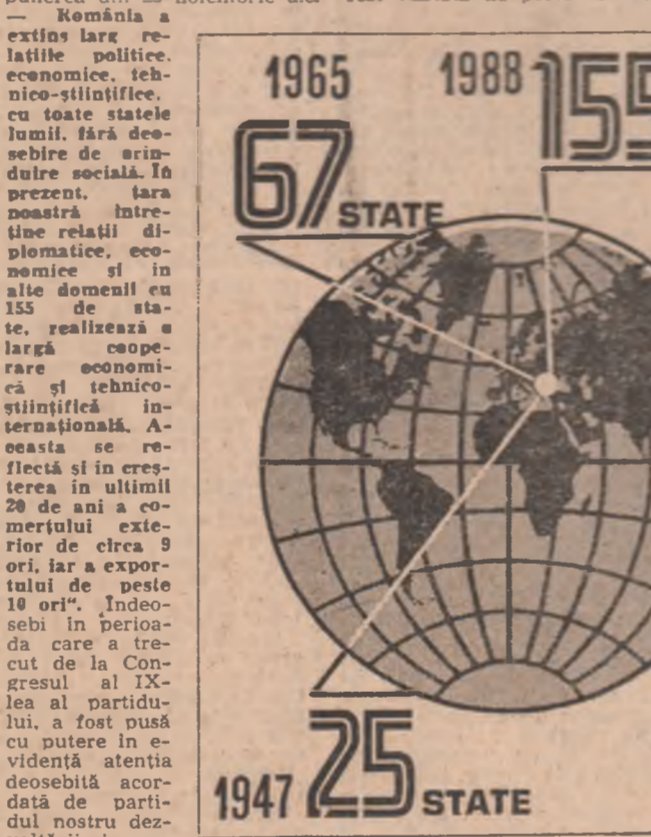 — România a
extins larg re-
lațiile politice,
economice, teh-
nico-științifice,
cu toate statele
lumii, fără deo-
sebire de orîn-
duire socială. În
prezent, țara
noastră întreține
ține relații di-
plomatice, eco-
nomice și în
alte domenii cu
155 de sta-
te, realizează o
largă coope-
rare economi-
că și tehnico-
științifică in-
ternațională. A-
ceasta se re-
flectă și în creș-
terea în ultimii
20 de ani a co-
merțului exte-
rior de circa 9
ori, iar a expor-
tului de peste
10 ori“. Îndeo-
sebi în perioa-
da care a tre-
cut de la Con-
gresul al IX-
lea al partidu-
lui, a fost pusă
cu putere în e-
vidență atenția
deosebită acor-
dată de parti-
dul nostru dez-
1965
67 STATE
1988 155
25
1947 STATE